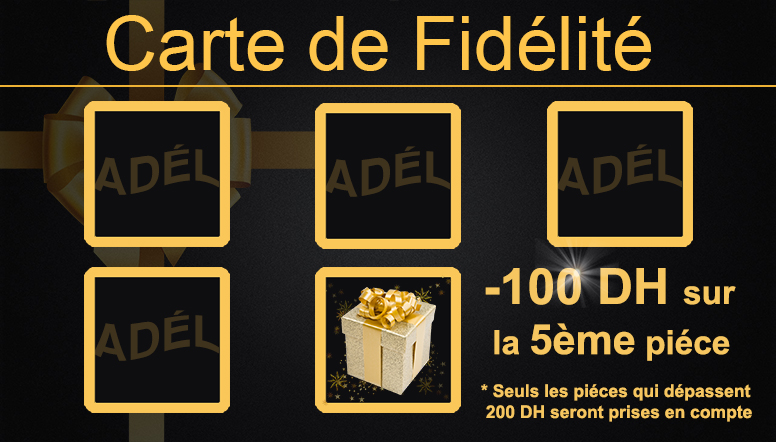 Carte de Fidélité
ADÉL
ADÉL
ADÉL
ADÉL
-100 DH sur
la 5ème piéce
* Seuls les piéces qui dépassent
200 DH seront prises en compte